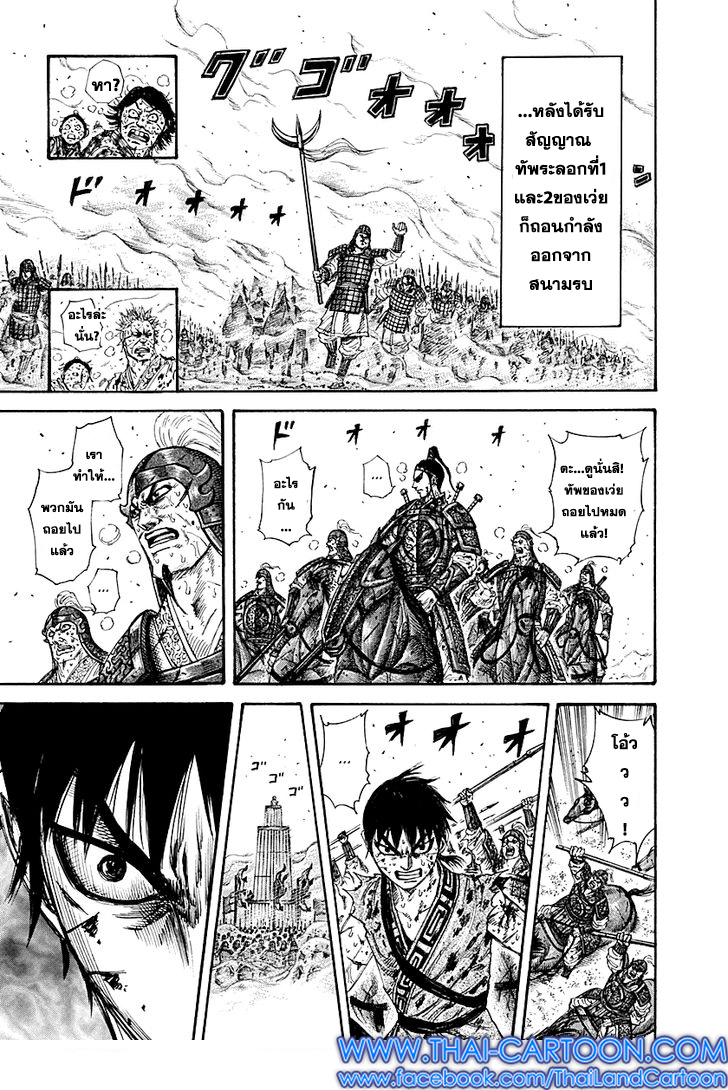 ...หลังได้รับ
สัญญาณ
ทัพระลอกที่1
และ2ของเว่ย
ก็ถอนกำลัง
ออกจาก
สนามรบ
グゴオオオ
หา?
ドオオオオ
อะไรล่ะ
นั่น?
ตะ...ดูนั่นสิ!
ทัพของเว่ย
ถอยไปหมด
แล้ว!
ドオオオ
...
อะไร
กัน
...
เรา
ทำให้...
พวกมัน
ถอยไป
แล้ว
...
โอ้ว
ว
ว
!
オオオ
...
ゴゴゴ
WWW.THAI-CARTOON.COM
www.facebook.com/ThaiLandCartoon